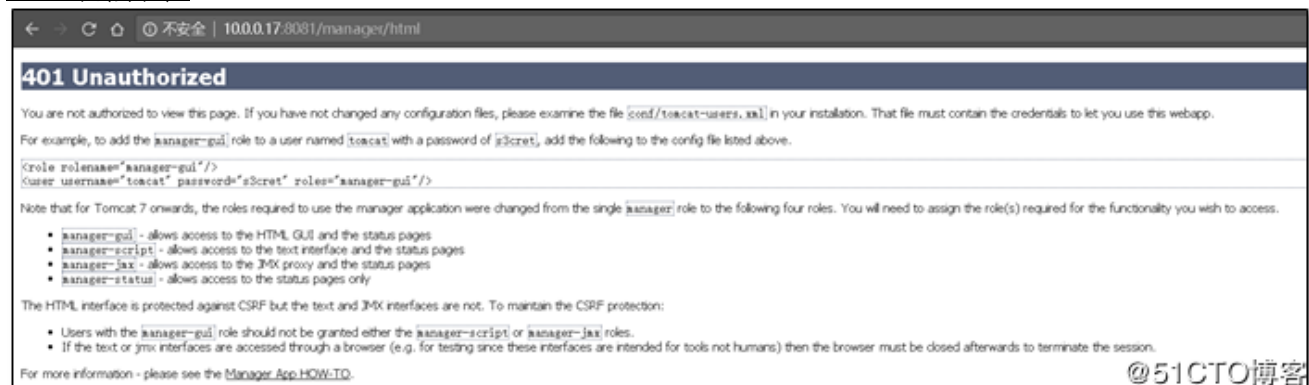 不安全 | 10.0.0.17:8081/manager/html
401 Unauthorized
You are not authorized to view this page. If you have not changed any configuration files, please examine the file conf/tomcat-users.xml in your installation. That file must contain the credentials to let you use this webapp.
For example, to add the manager-gui role to a user named tomcat with a password of s3cret, add the following to the config file listed above.
<role rolename="manager-gui"/>
<user username="tomcat" password="s3cret" roles="manager-gui"/>
Note that for Tomcat 7 onwards, the roles required to use the manager application were changed from the single manager role to the following four roles. You will need to assign the role(s) required for the functionality you wish to access.
• manager-gui - allows access to the HTML GUI and the status pages
• manager-script - allows access to the text interface and the status pages
• manager-jmx - allows access to the JMX proxy and the status pages
• manager-status - allows access to the status pages only
The HTML interface is protected against CSRF but the text and JMX interfaces are not. To maintain the CSRF protection:
• Users with the manager-gui role should not be granted either the manager-script or manager-jmx roles.
• If the text or jmx interfaces are accessed through a browser (e.g. for testing since these interfaces are intended for tools not humans) then the browser must be closed afterwards to terminate the session.
For more information - please see the Manager App HOW-TO.
@51CTO博客